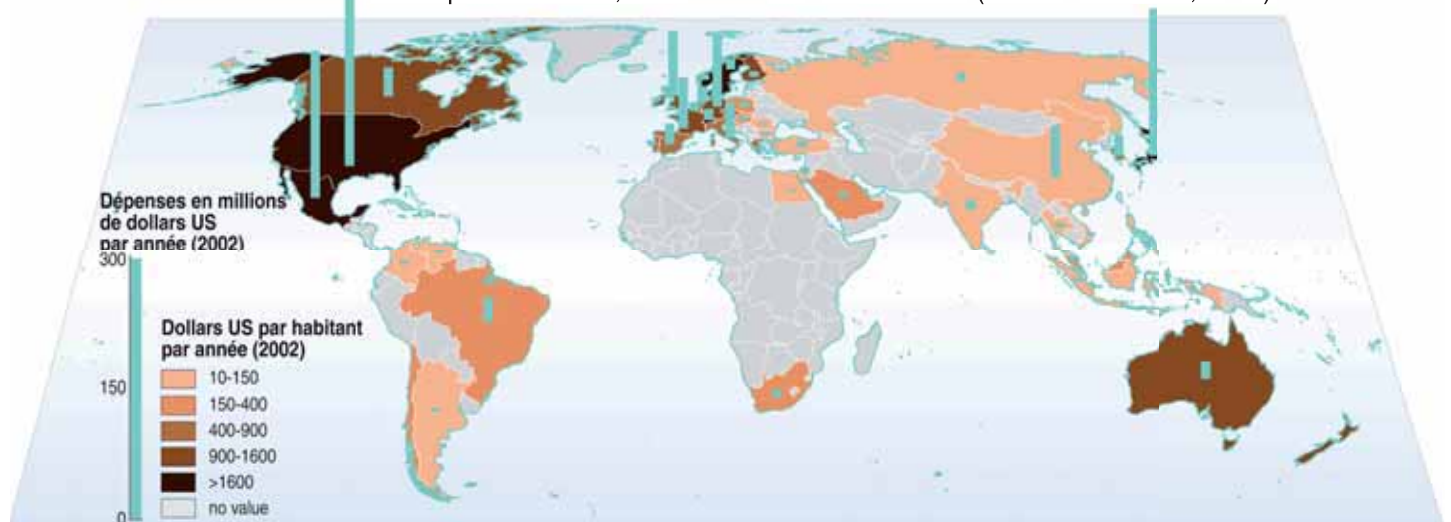 Dépenses en millions
de dollars US
par année (2002)
300
150
0
Dollars US par habitant
par année (2002)
10-150
150-400
400-900
900-1600
>1600
no value